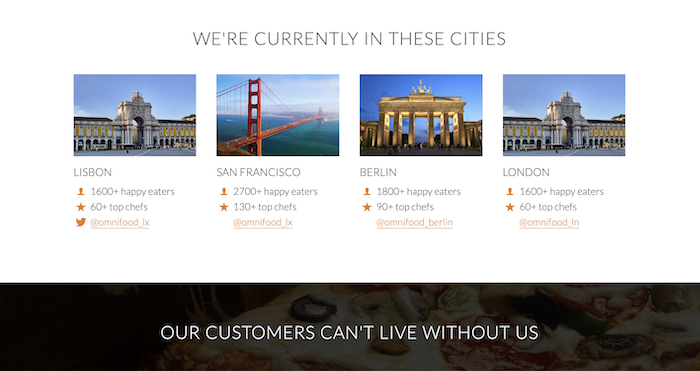 WE'RE CURRENTLY IN THESE CITIES
LISBON
1600+ happy eaters
60+ top chefs
@omnifood_lx
SAN FRANCISCO
2700+ happy eaters
130+ top chefs
@omnifood_lx
BERLIN
1800+ happy eaters
90+ top chefs
@omnifood_berlin
LONDON
1600+ happy eaters
60+ top chefs
@omnifood_ln
OUR CUSTOMERS CAN'T LIVE WITHOUT US